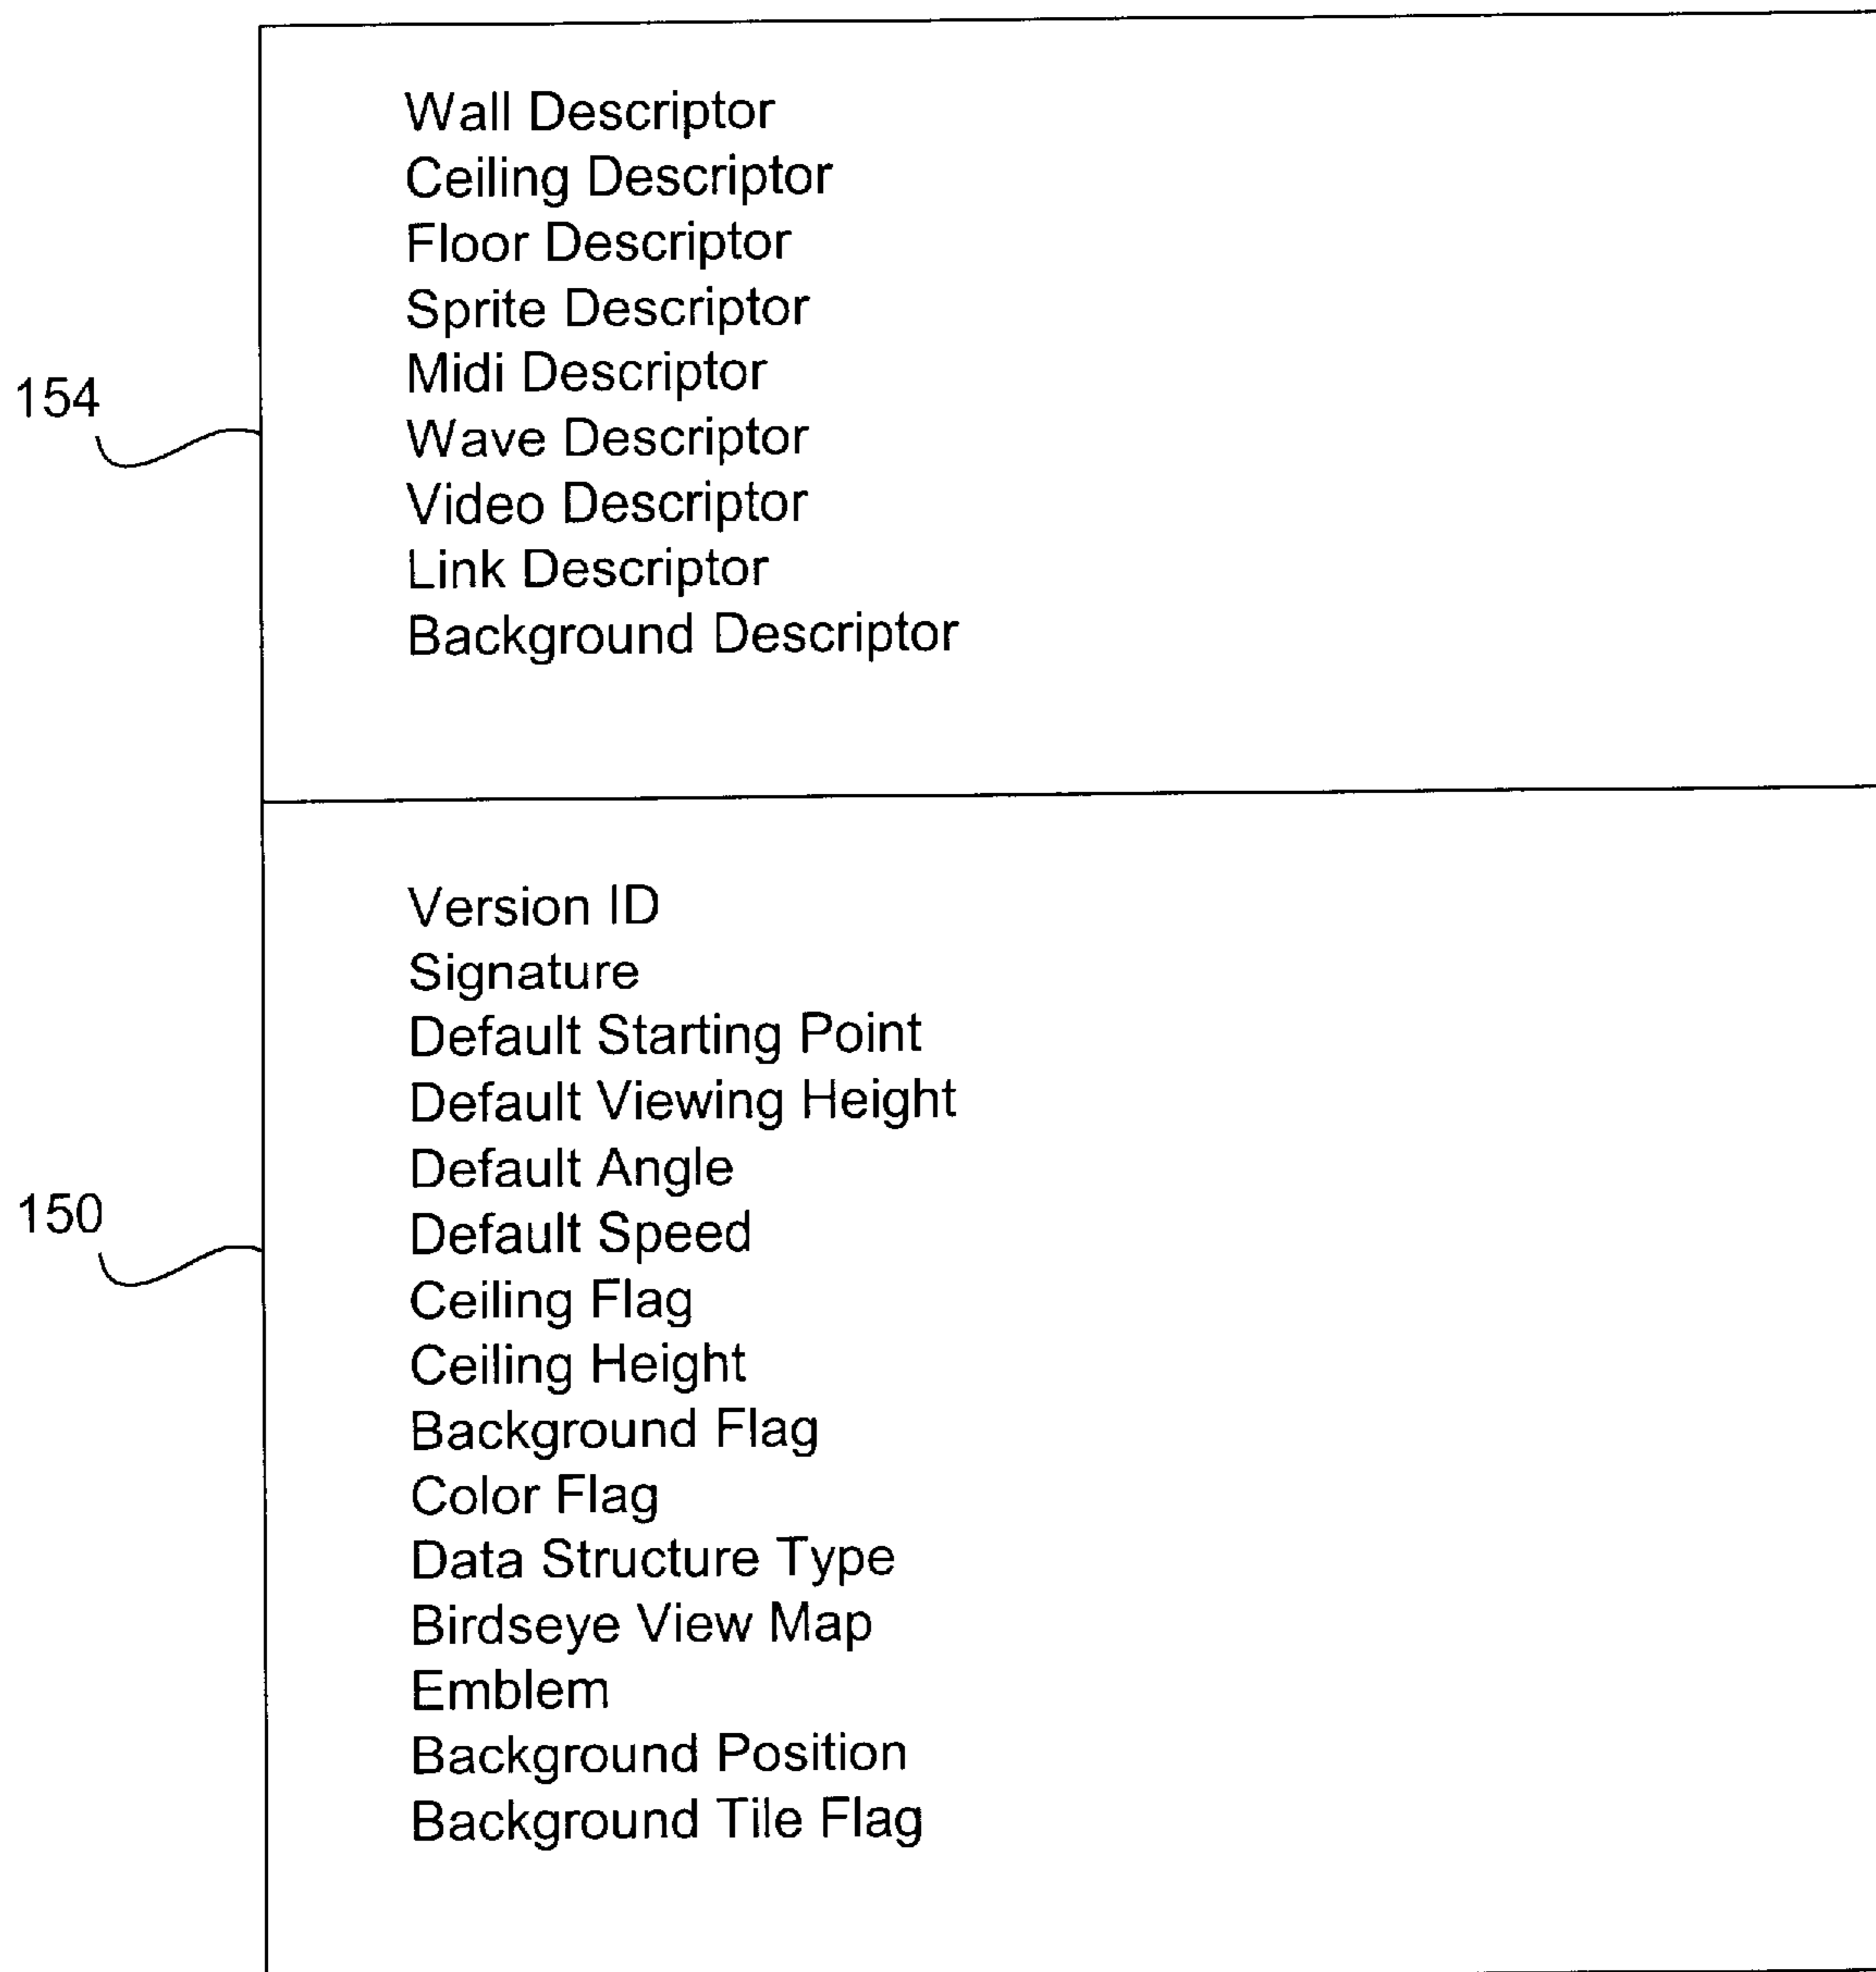 Wall Descriptor
Ceiling Descriptor
Floor Descriptor
Sprite Descriptor
Midi Descriptor
Wave Descriptor
Video Descriptor
Link Descriptor
Background Descriptor
154
Version ID
Signature
Default Starting Point
Default Viewing Height
Default Angle
Default Speed
Ceiling Flag
Ceiling Height
Background Flag
Color Flag
Data Structure Type
Birdseye View Map
Emblem
Background Position
Background Tile Flag
150